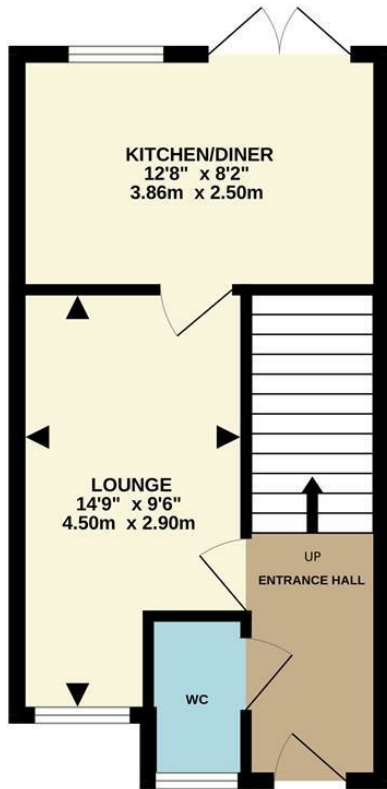 KITCHEN/DINER
12'8" x 8'2"
3.86m x 2.50m
LOUNGE
14'9" x 9'6"
4.50m x 2.90m
UP
ENTRANCE HALL
WC